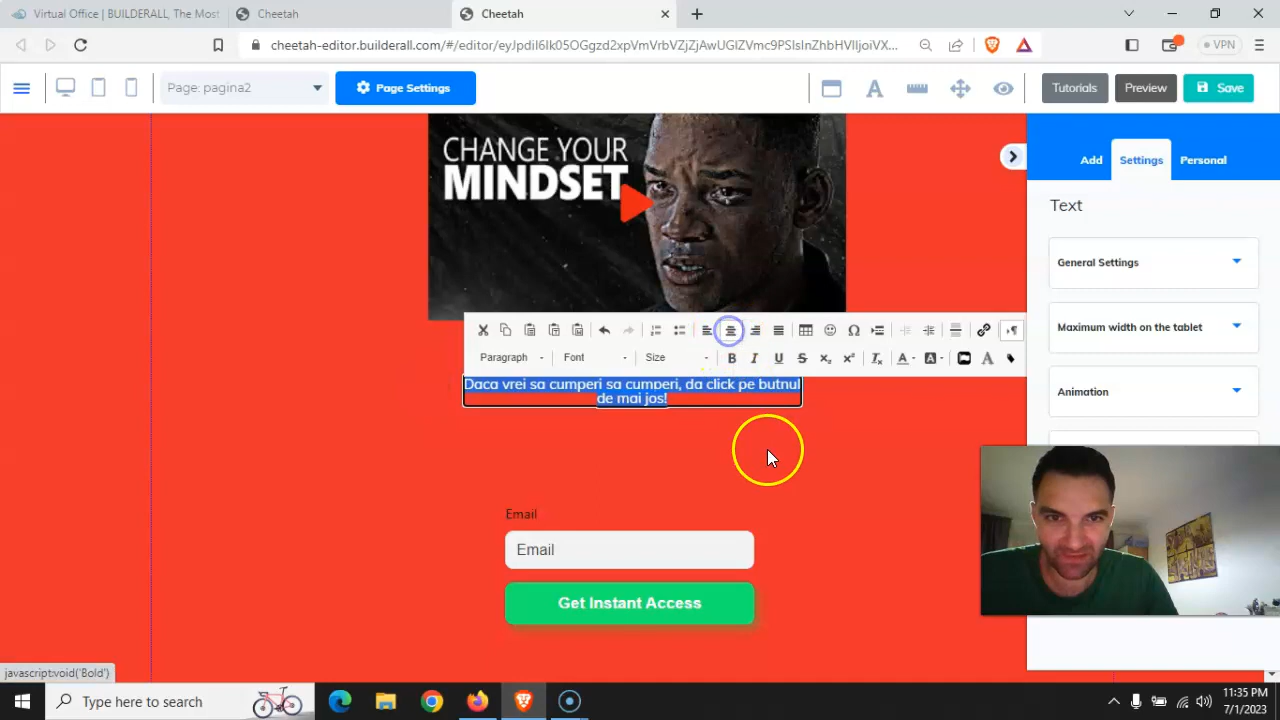 Virtual Office | BUILDERALL, The Most
Cheetah
Cheetah
cheetah-editor.builderall.com/#/editor/eyJpdiI6Ik05OGgzd2xpVmVrbVZjZjAwUGlZVmc9PSIsInZhbHVlIjoiVX...
VPN
Page: pagina2
Page Settings
Tutorials
Preview
Save
CHANGE YOUR
MINDSET
Add
Settings
Personal
Text
General Settings
Maximum width on the tablet
Animation
Paragraph
Font
Size
Daca vrei sa cumperi sa cumperi, da click pe butnul
de mai jos!
Email
Email
Get Instant Access
javascript:void('Bold')
Type here to search
11:35 PM
7/1/2023